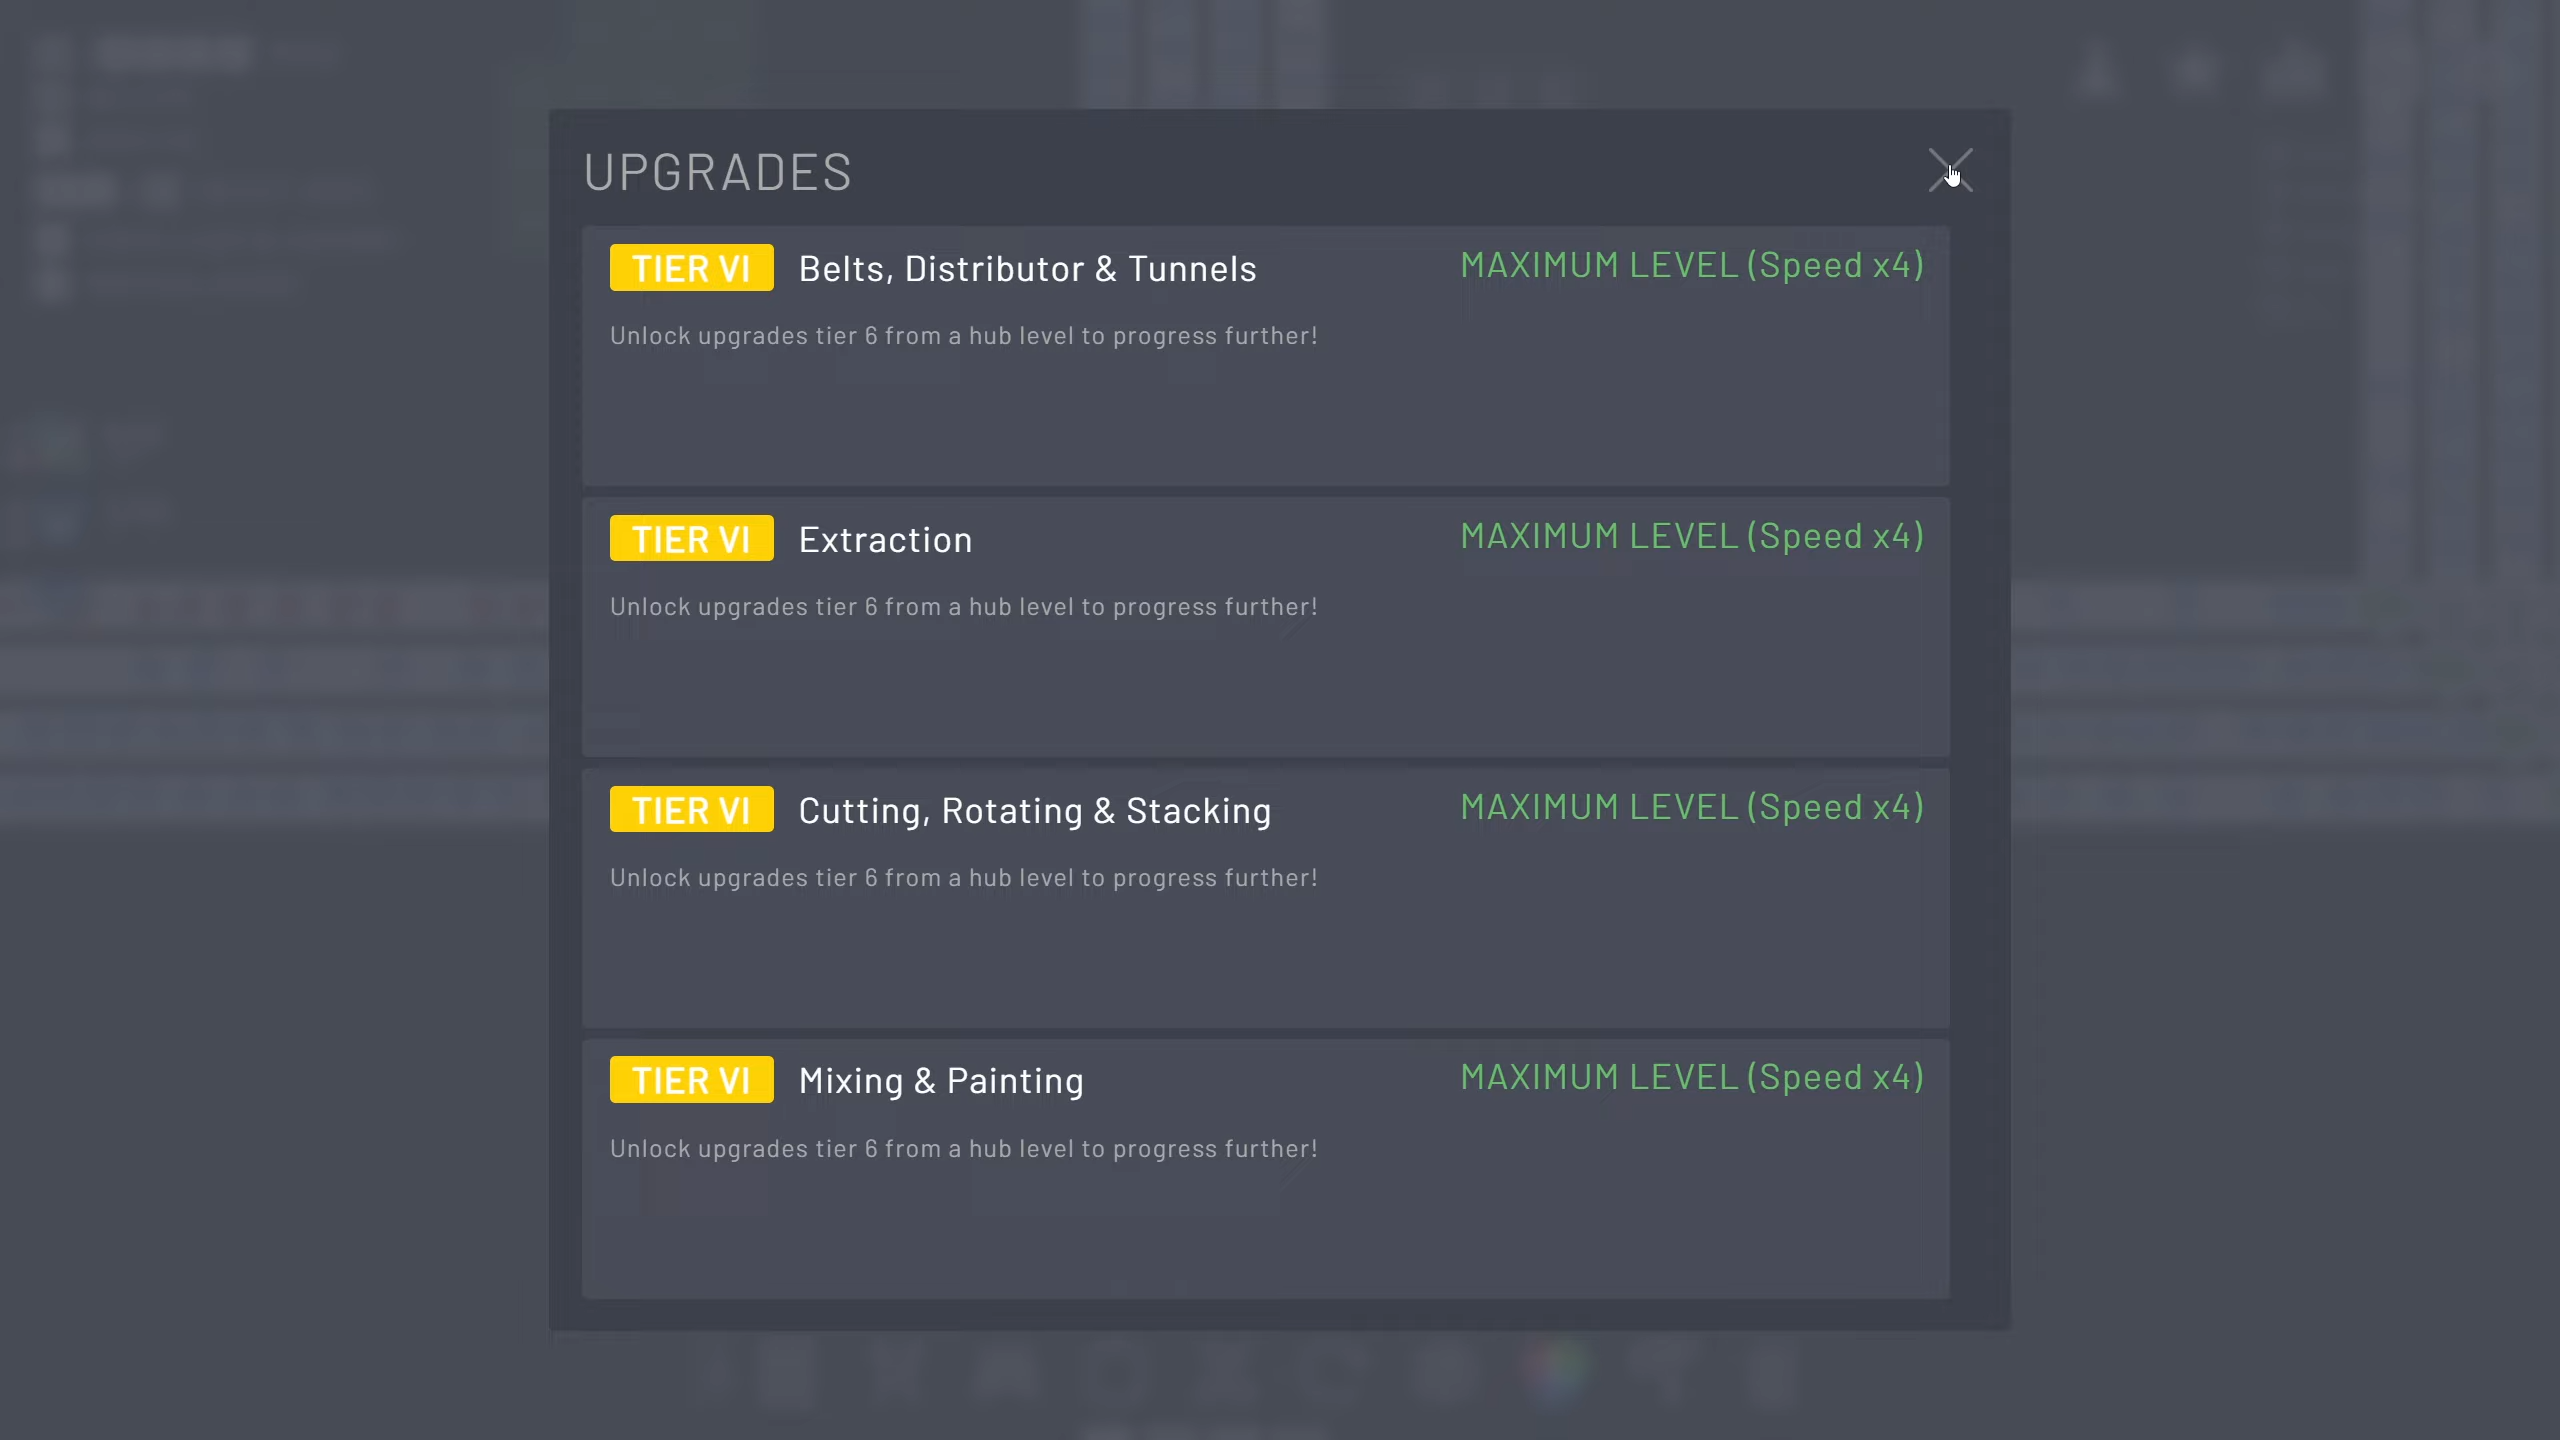 UPGRADES
TIER VI Belts, Distributor & Tunnels MAXIMUM LEVEL (Speed x4)
Unlock upgrades tier 6 from a hub level to progress further!
TIER VI Extraction MAXIMUM LEVEL (Speed x4)
Unlock upgrades tier 6 from a hub level to progress further!
TIER VI Cutting, Rotating & Stacking MAXIMUM LEVEL (Speed x4)
Unlock upgrades tier 6 from a hub level to progress further!
TIER VI Mixing & Painting MAXIMUM LEVEL (Speed x4)
Unlock upgrades tier 6 from a hub level to progress further!